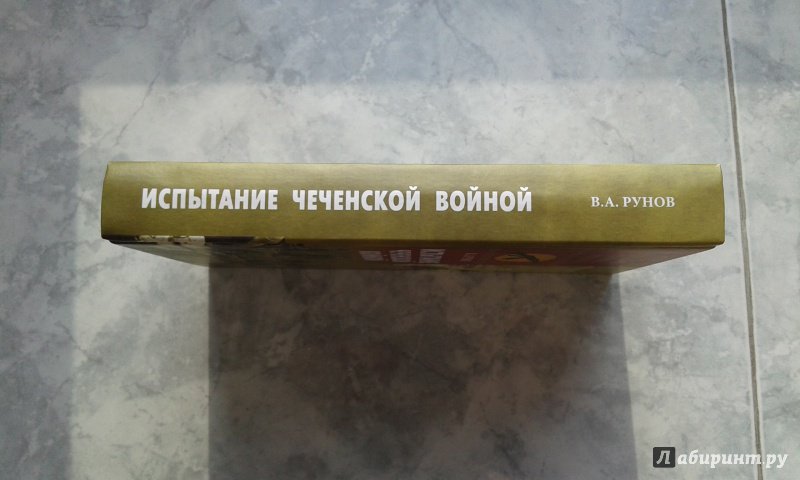 ИСПЫТАНИЕ ЧЕЧЕНСКОЙ ВОЙНОЙ В.А. РУНОВ
Лабиринт.ру